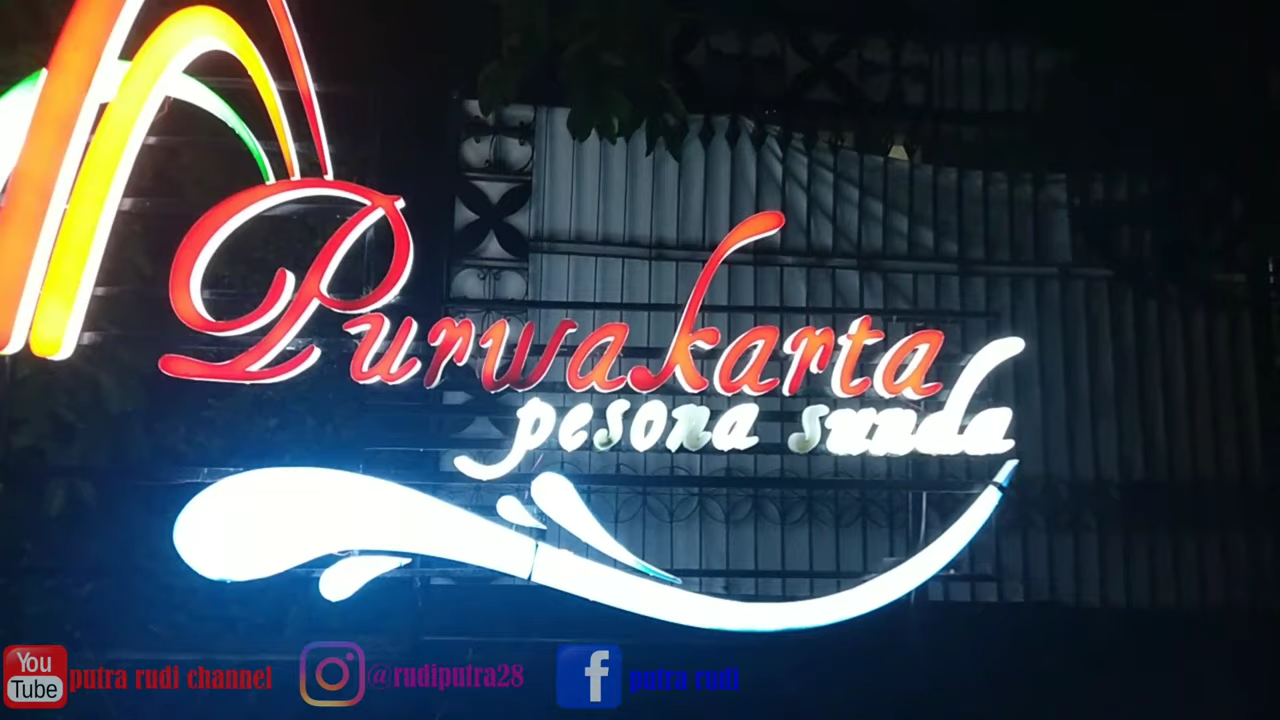 Purwakarta
pesona sunda
You Tube putra rudi channel @rudiputra28 f putra rudi